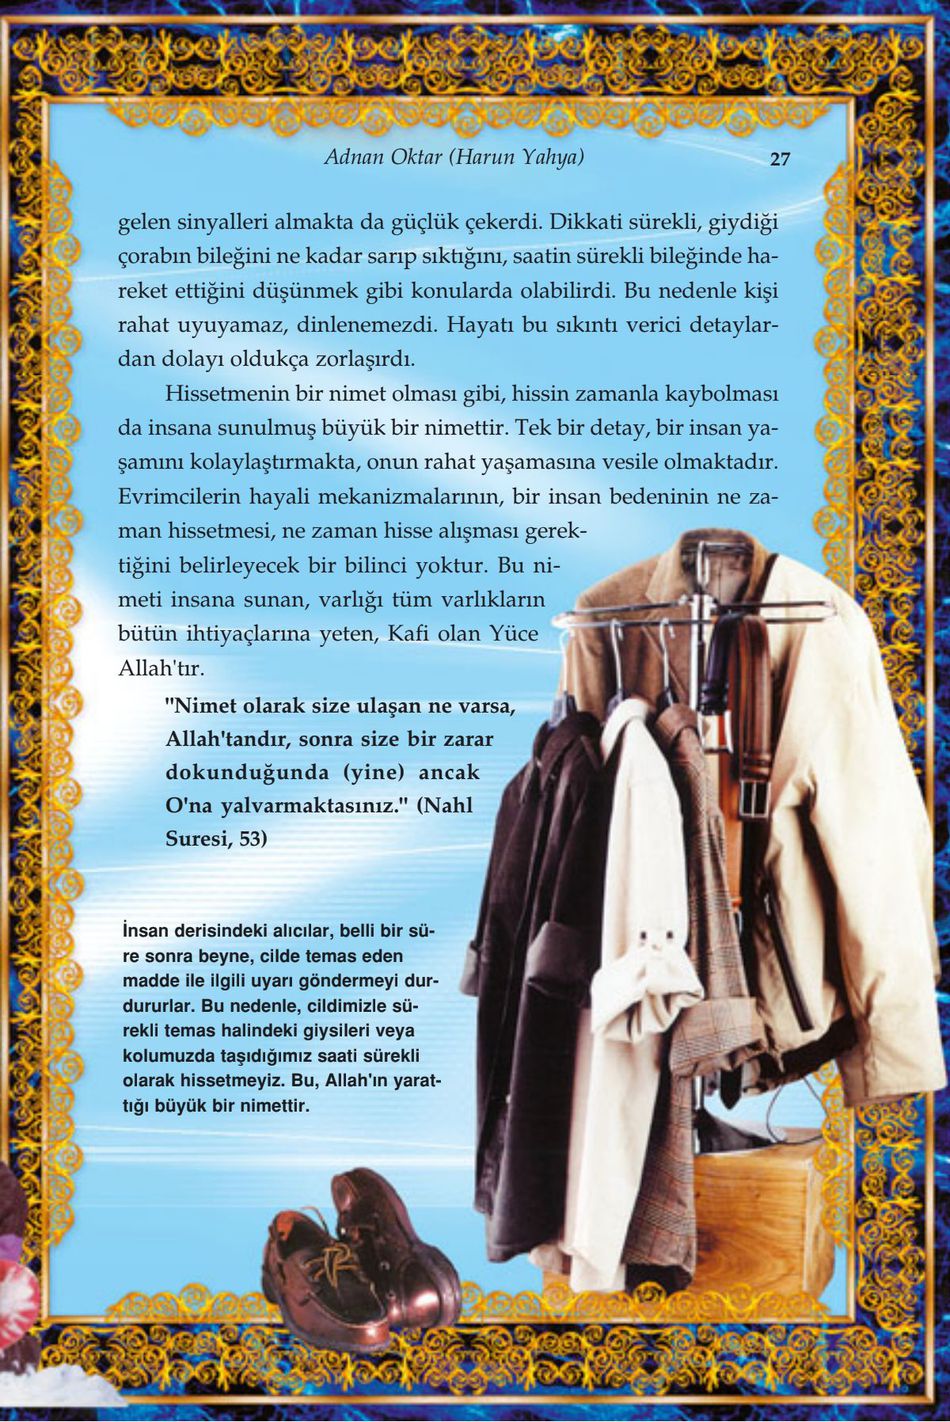 Adnan Oktar (Harun Yahya)
27
gelen sinyalleri almakta da güçlük çekerdi. Dikkati sürekli, giydiği
çorabın bileğini ne kadar sarıp sıktığını, saatin sürekli bileğinde ha-
reket ettiğini düşünmek gibi konularda olabilirdi. Bu nedenle kişi
rahat uyuyamaz, dinlenemezdi. Hayatı bu sıkıntı verici detaylar-
dan dolayı oldukça zorlaşırdı.
Hissetmenin bir nimet olması gibi, hissin zamanla kaybolması
da insana sunulmuş büyük bir nimettir. Tek bir detay, bir insan ya-
şamını kolaylaştırmakta, onun rahat yaşamasına vesile olmaktadır.
Evrimcilerin hayali mekanizmalarının, bir insan bedeninin ne za-
man hissetmesi, ne zaman hisse alışması gerek-
tiğini belirleyecek bir bilinci yoktur. Bu ni-
meti insana sunan, varlığı tüm varlıkların
bütün ihtiyaçlarına yeten, Kafi olan Yüce
Allah'tır.
"Nimet olarak size ulaşan ne varsa,
Allah'tandır, sonra size bir zarar
dokunduğunda (yine) ancak
O'na yalvarmaktasınız." (Nahl
Suresi, 53)
İnsan derisindeki alıcılar, belli bir sü-
re sonra beyne, cilde temas eden
madde ile ilgili uyarı göndermeyi dur-
dururlar. Bu nedenle, cildimizle sü-
rekli temas halindeki giysileri veya
kolumuzda taşıdığımız saati sürekli
olarak hissetmeyiz. Bu, Allah'ın yarat-
tığı büyük bir nimettir.